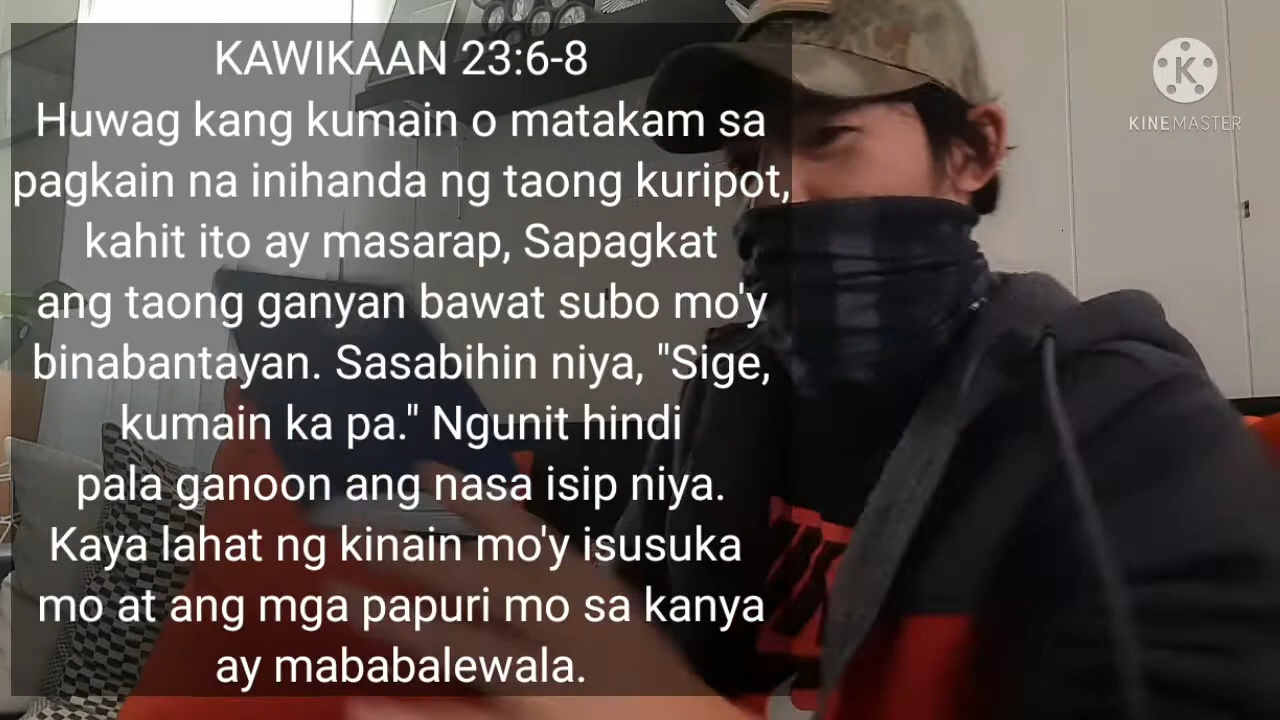 KAWIKAAN 23:6-8
Huwag kang kumain o matakam sa
pagkain na inihanda ng taong kuripot,
kahit ito ay masarap, Sapagkat
ang taong ganyan bawat subo mo'y
binabantayan. Sasabihin niya, "Sige,
kumain ka pa." Ngunit hindi
pala ganoon ang nasa isip niya.
Kaya lahat ng kinain mo'y isusuka
mo at ang mga papuri mo sa kanya
ay mababalewala.
K
KINEMASTER